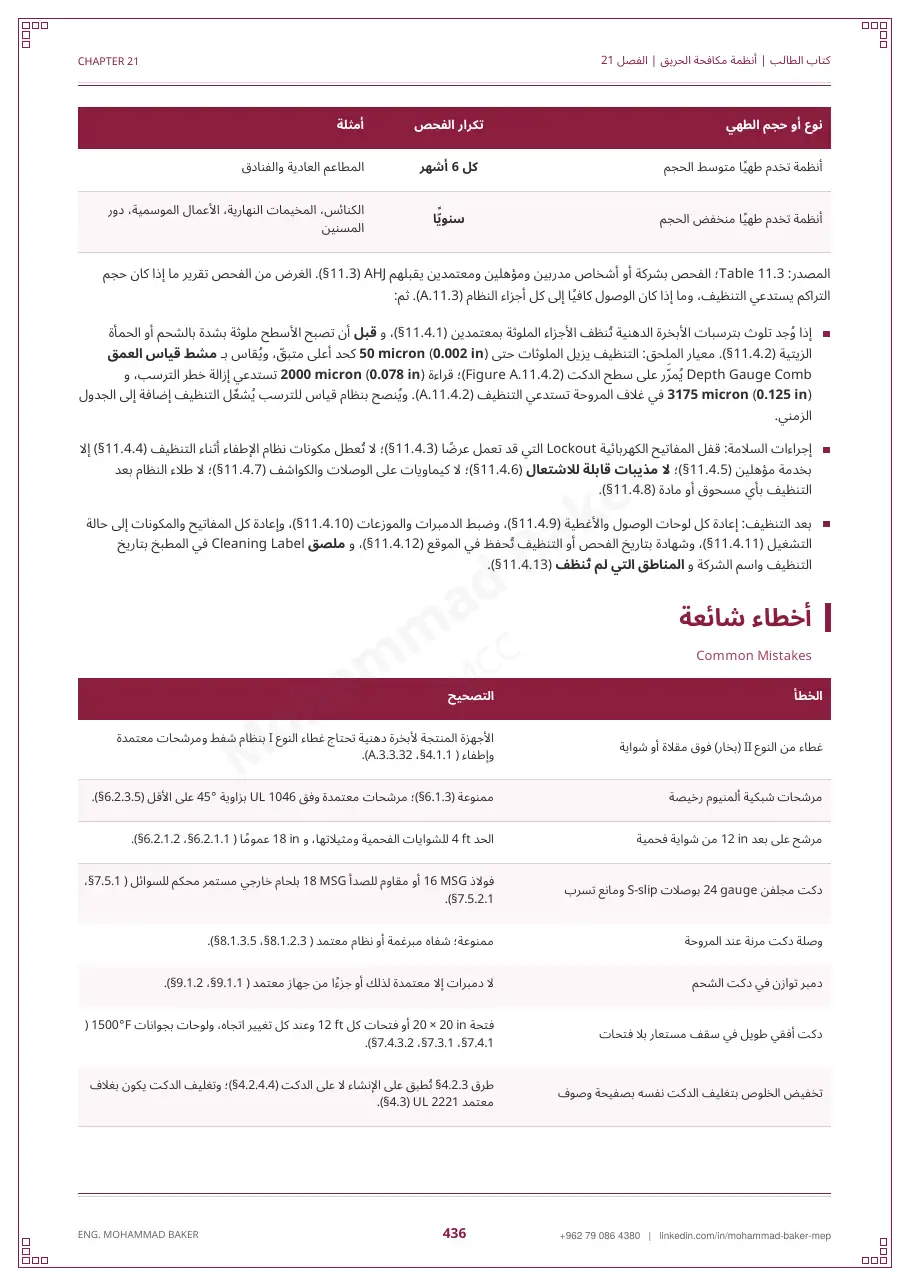 كتاب الطالب | أنظمة مكافحة الحريق | الفصل 21
CHAPTER 21
نوع أو حجم الطهي	تكرار الفحص	أمثلة
أنظمة تخدم طهيًا متوسط الحجم	كل 6 أشهر	المطاعم العادية والفنادق
أنظمة تخدم طهيًا منخفض الحجم	سنويًّا	الكنائس، المخيمات النهارية، الأعمال الموسمية، دور
المسنين
المصدر: Table 11.3؛ الفحص بشركة أو أشخاص مدربين ومؤهلين ومعتمدين يقبلهم AHJ (§11.3). الغرض من الفحص تقرير ما إذا كان حجم
التراكم يستدعي التنظيف، وما إذا كان الوصول كافيًا إلى كل أجزاء النظام (A.11.3). ثم:
إذا وُجد تلوث بترسبات الأبخرة الدهنية تُنظف الأجزاء الملوثة بمعتمدين (§11.4.1)، و قبل أن تصبح الأسطح ملوثة بشدة بالشحم أو الحمأة
الزيتية (§11.4.2). معيار الملحق: التنظيف يزيل الملوثات حتى 50 micron (0.002 in) كحد أعلى متبقٍّ، ويُقاس بـ مشط قياس العمق
Depth Gauge Comb يُمرَّر على سطح الدكت (Figure A.11.4.2)؛ قراءة 2000 micron (0.078 in) تستدعي إزالة خطر الترسب، و
3175 micron (0.125 in) في غلاف المروحة تستدعي التنظيف (A.11.4.2). ويُنصح بنظام قياس للترسب يُشغّل التنظيف إضافة إلى الجدول
الزمني.
إجراءات السلامة: قفل المفاتيح الكهربائية Lockout التي قد تعمل عرضًا (§11.4.3)؛ لا تُعطل مكونات نظام الإطفاء أثناء التنظيف (§11.4.4) إلا
بخدمة مؤهلين (§11.4.5)؛ لا مذيبات قابلة للاشتعال (§11.4.6)؛ لا كيماويات على الوصلات والكواشف (§11.4.7)؛ لا طلاء النظام بعد
التنظيف بأي مسحوق أو مادة (§11.4.8).
بعد التنظيف: إعادة كل لوحات الوصول والأغطية (§11.4.9)، وضبط الدمبرات والموزعات (§11.4.10)، وإعادة كل المفاتيح والمكونات إلى حالة
التشغيل (§11.4.11)، وشهادة بتاريخ الفحص أو التنظيف تُحفظ في الموقع (§11.4.12)، و ملصق Cleaning Label في المطبخ بتاريخ
التنظيف واسم الشركة و المناطق التي لم تُنظف (§11.4.13).
أخطاء شائعة
Common Mistakes
الخطأ	التصحيح
غطاء من النوع II (بخار) فوق مقلاة أو شواية	الأجهزة المنتجة لأبخرة دهنية تحتاج غطاء النوع I بنظام شفط ومرشحات معتمدة
وإطفاء ( §4.1.1، A.3.3.32).
مرشحات شبكية ألمنيوم رخيصة	ممنوعة (§6.1.3)؛ مرشحات معتمدة وفق UL 1046 بزاوية 45° على الأقل (§6.2.3.5).
مرشح على بعد 12 in من شواية فحمية	الحد 4 ft للشوايات الفحمية ومثيلاتها، و 18 in عمومًا ( §6.2.1.1، §6.2.1.2).
دكت مجلفن 24 gauge بوصلات S-slip ومانع تسرب	فولاذ 16 MSG أو مقاوم للصدأ 18 MSG بلحام خارجي مستمر محكم للسوائل ( §7.5.1،
§7.5.2.1).
وصلة دكت مرنة عند المروحة	ممنوعة؛ شفاه مبرغمة أو نظام معتمد ( §8.1.2.3، §8.1.3.5).
دمبر توازن في دكت الشحم	لا دمبرات إلا معتمدة لذلك أو جزءًا من جهاز معتمد ( §9.1.1، §9.1.2).
دكت أفقي طويل في سقف مستعار بلا فتحات	فتحة 20 × 20 in أو فتحات كل 12 ft وعند كل تغيير اتجاه، ولوحات بجوانات 1500°F (
§7.4.1، §7.3.1، §7.4.3.2).
تخفيض الخلوص بتغليف الدكت نفسه بصفيحة وصوف	طرق §4.2.3 تُطبق على الإنشاء لا على الدكت (§4.2.4.4)؛ وتغليف الدكت يكون بغلاف
معتمد UL 2221 (§4.3).
ENG. MOHAMMAD BAKER
436
+962 79 086 4380 | linkedin.com/in/mohammad-baker-mep